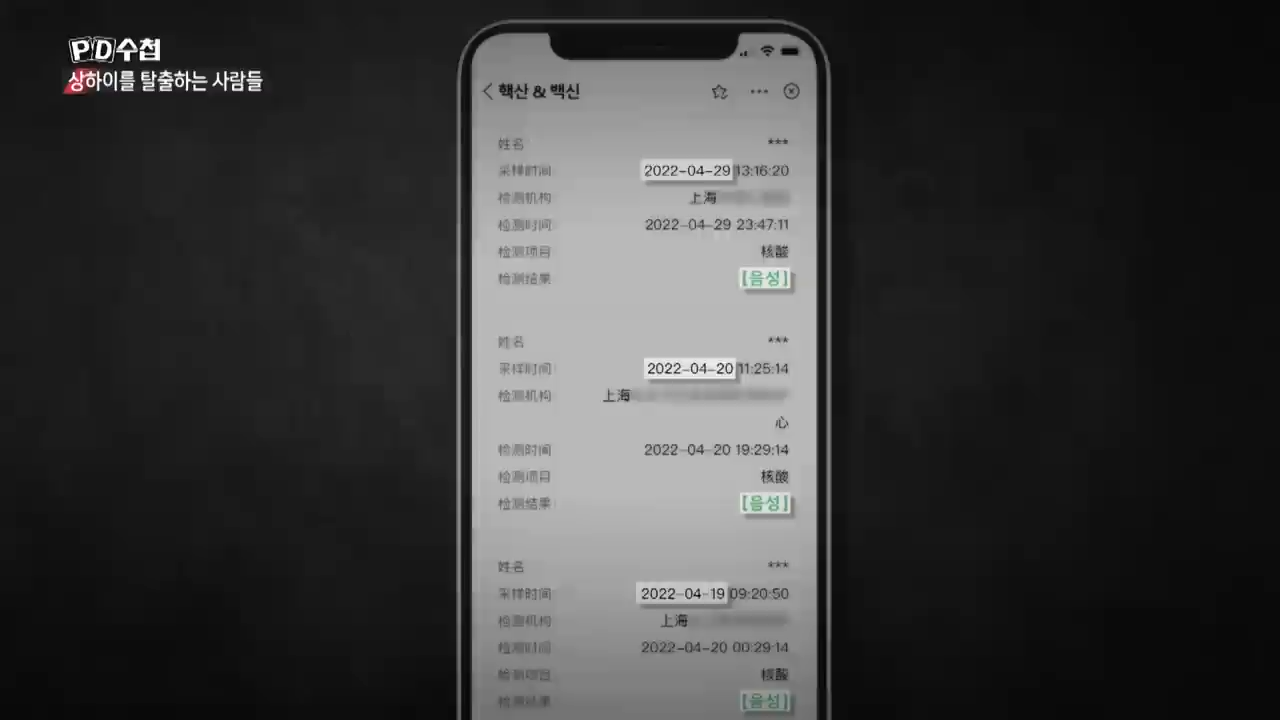 PD수첩
상하이를 탈출하는 사람들
핵산 & 백신
姓名 ***
采样时间 2022-04-29 13:16:20
检测机构 上海
检测时间 2022-04-29 23:47:11
检测项目 核酸
检测结果 [음성]
姓名 ***
采样时间 2022-04-20 11:25:14
检测机构 上海
心
检测时间 2022-04-20 19:29:14
检测项目 核酸
检测结果 [음성]
姓名 ***
采样时间 2022-04-19 09:20:50
检测机构 上海
检测时间 2022-04-20 00:29:14
检测项目 核酸
检测结果 [음성]